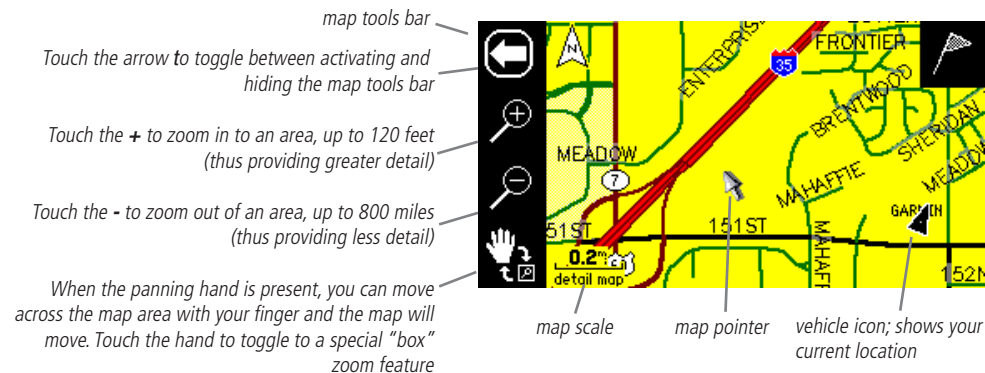 map tools bar
Touch the arrow to toggle between activating and
hiding the map tools bar
Touch the + to zoom in to an area, up to 120 feet
(thus providing greater detail)
Touch the - to zoom out of an area, up to 800 miles
(thus providing less detail)
When the panning hand is present, you can move
across the map area with your finger and the map will
move. Touch the hand to toggle to a special "box"
zoom feature
N
ENTERPRIS
FRONTIER
35
BRENTWOOD
SHERIDAN
MEADOW
MEADOW
7
MAHAFFIE
GARMIN
51ST
151ST
MAHAFF
0.2
detail map
152N
map scale
map pointer
vehicle icon; shows your
current location